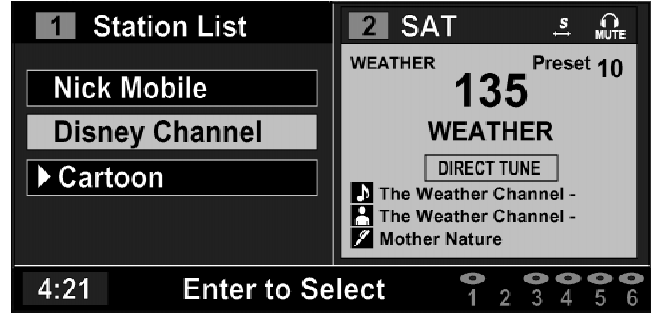 1 Station List
Nick Mobile
Disney Channel
Cartoon
2 SAT S MUTE
WEATHER Preset 10
135
WEATHER
DIRECT TUNE
The Weather Channel -
The Weather Channel -
Mother Nature
4:21 Enter to Select 1 2 3 4 5 6